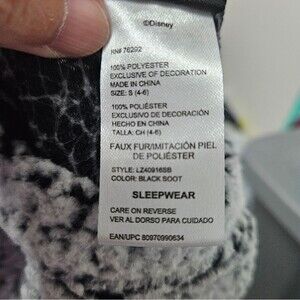 ©Disney
RN# 76292
100% POLYESTER
EXCLUSIVE OF DECORATION
MADE IN CHINA
SIZE: S (4-6)
100% POLIÉSTER
EXCLUSIVO DE DECORACIÓN
HECHO EN CHINA
TALLA: CH (4-6)
FAUX FUR/IMITACIÓN PIEL
DE POLIÉSTER
STYLE: LZ40916SB
COLOR: BLACK SOOT
SLEEPWEAR
CARE ON REVERSE
VER AL DORSO PARA CUIDADO
EAN/UPC 80970990634